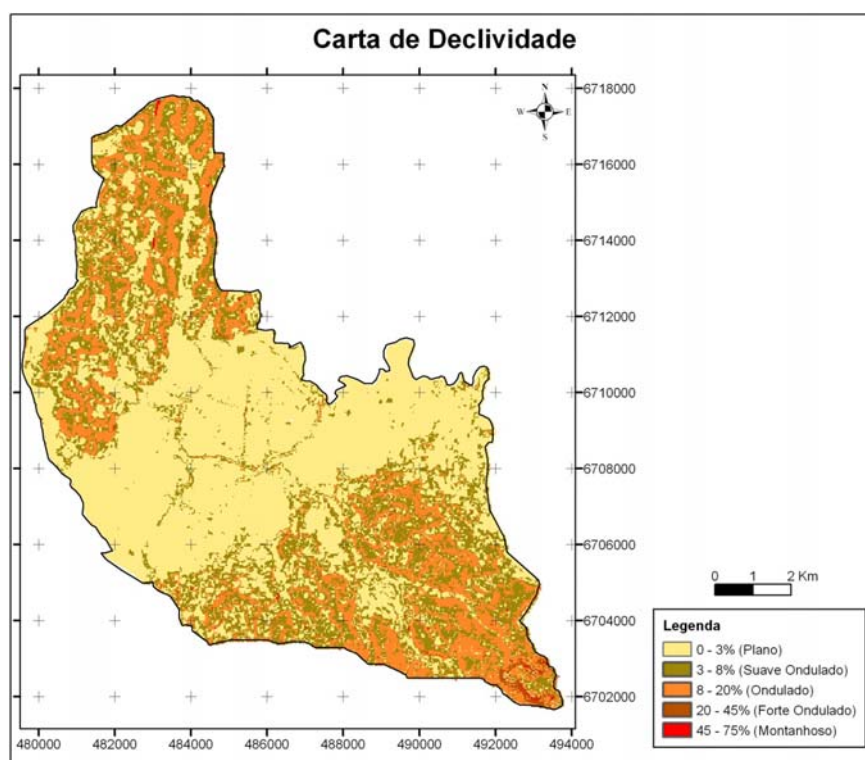 Carta de Declividade
N
W E
S
6718000
6716000
6714000
6712000
6710000
6708000
6706000
6704000
6702000
0 1 2 Km
Legenda
0 - 3% (Plano)
3 - 8% (Suave Ondulado)
8 - 20% (Ondulado)
20 - 45% (Forte Ondulado)
45 - 75% (Montanhoso)
480000 482000 484000 486000 488000 490000 492000 494000